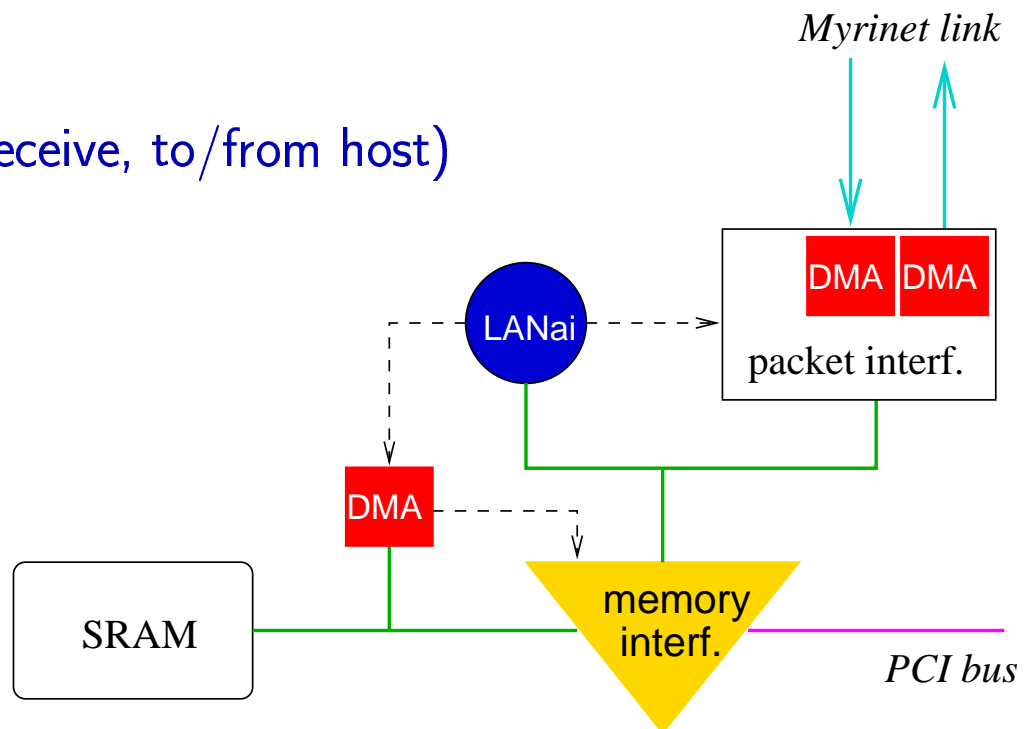 Myrinet link
eceive, to/from host)
DMA DMA
LANai
packet interf.
DMA
memory
interf.
SRAM
PCI bus